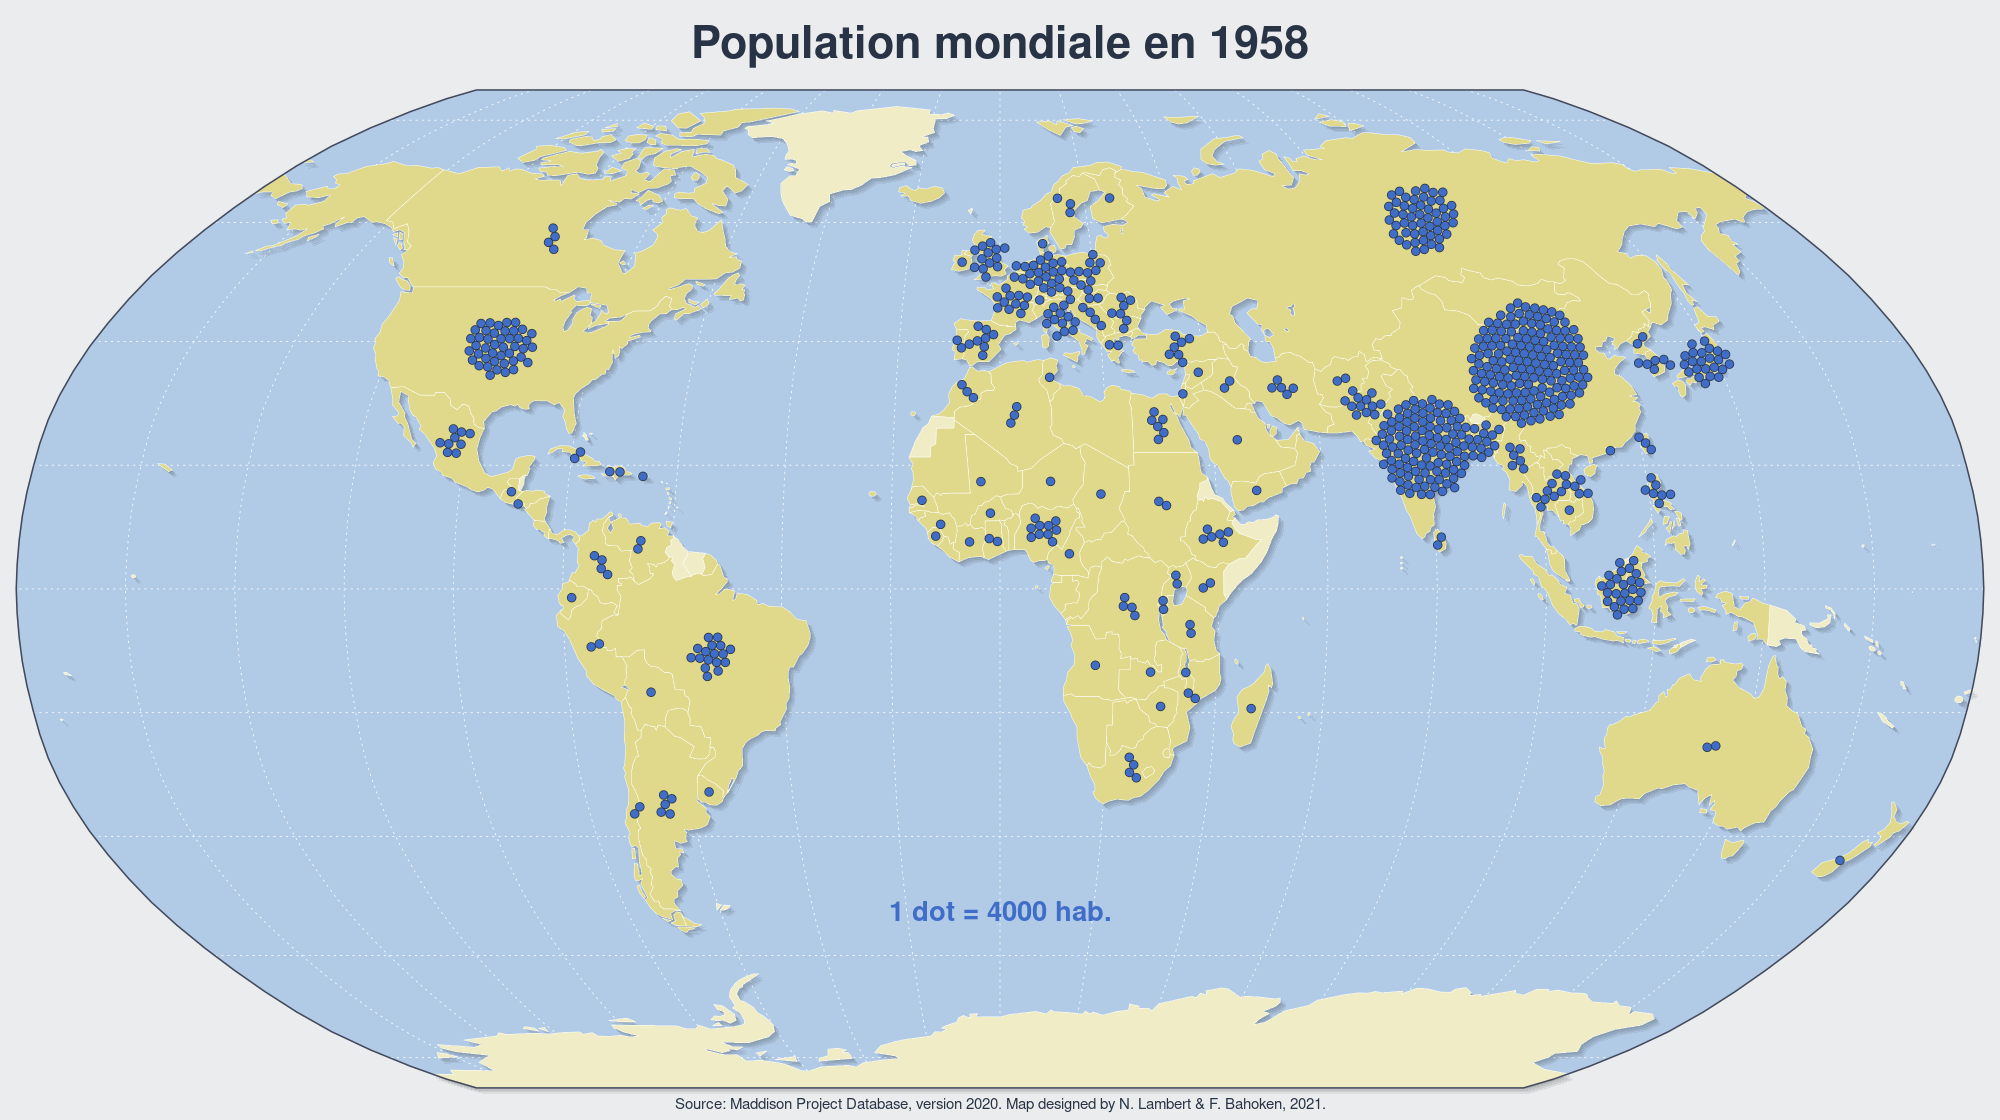 Population mondiale en 1958
1 dot = 4000 hab.
Source: Maddison Project Database, version 2020. Map designed by N. Lambert & F. Bahoken, 2021.